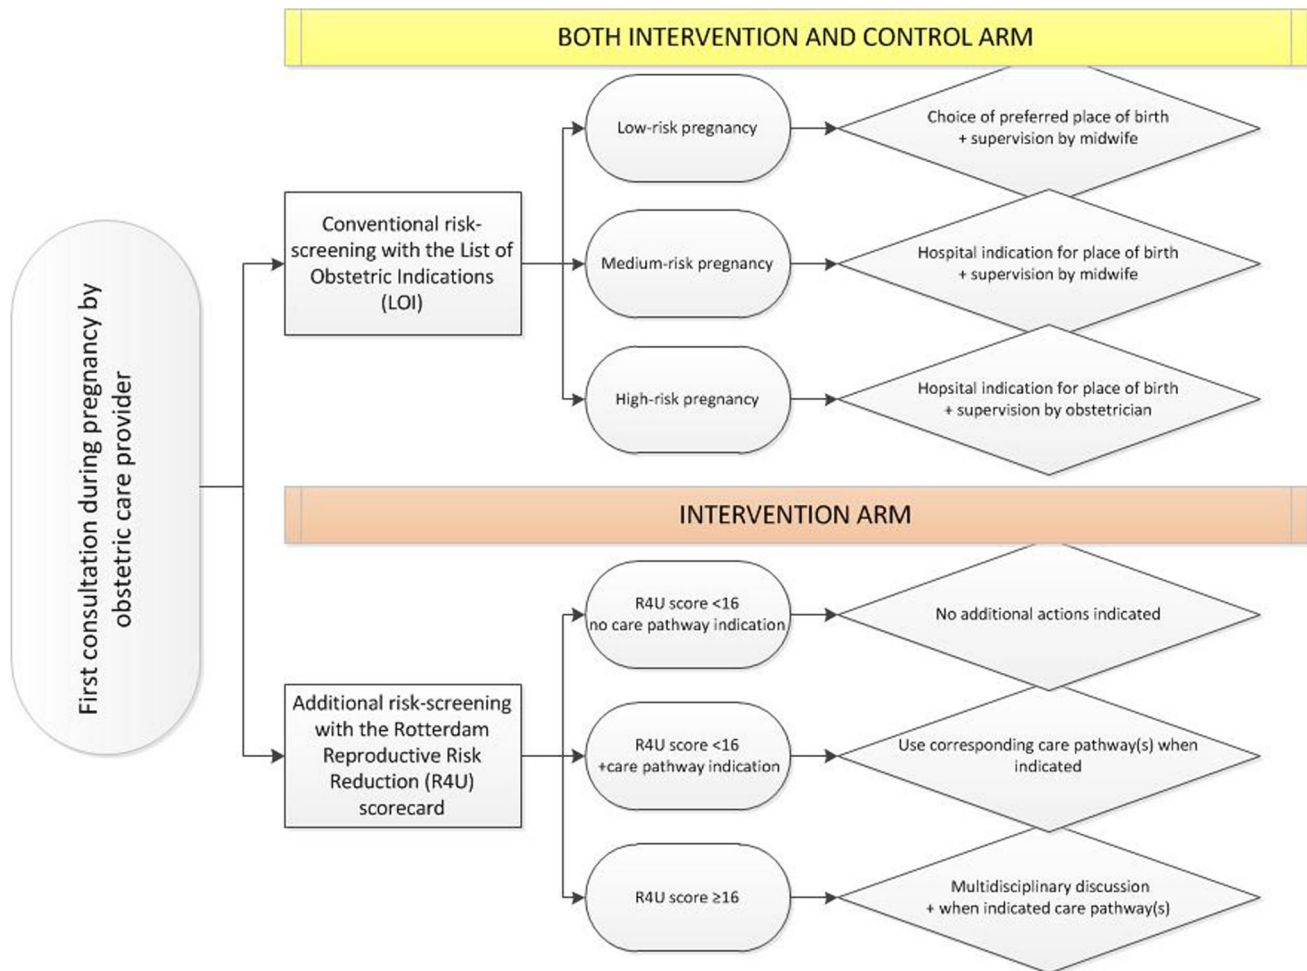 First consultation during pregnancy by
obstetric care provider
BOTH INTERVENTION AND CONTROL ARM
Conventional risk-
screening with the List of
Obstetric Indications
(LOI)
Low-risk pregnancy
Choice of preferred place of birth
+ supervision by midwife
Medium-risk pregnancy
Hospital indication for place of birth
+ supervision by midwife
High-risk pregnancy
Hopsital indication for place of birth
+ supervision by obstetrician
INTERVENTION ARM
Additional risk-screening
with the Rotterdam
Reproductive Risk
Reduction (R4U)
scorecard
R4U score <16
no care pathway indication
No additional actions indicated
R4U score <16
+care pathway indication
Use corresponding care pathway(s) when
indicated
R4U score ≥16
Multidisciplinary discussion
+ when indicated care pathway(s)